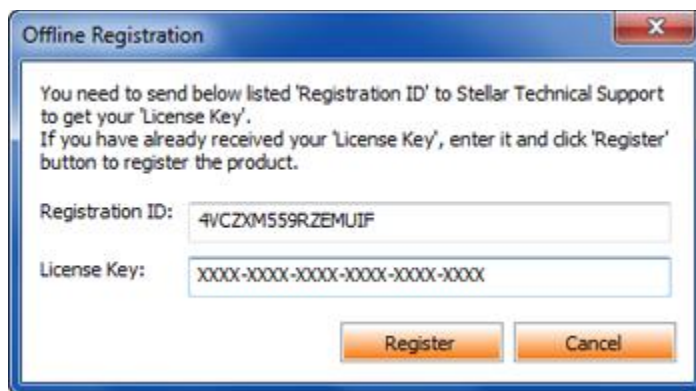 Offline Registration
You need to send below listed 'Registration ID' to Stellar Technical Support
to get your 'License Key'.
If you have already received your 'License Key', enter it and click 'Register'
button to register the product.
Registration ID: 4VCZXM559RZEMUIF
License Key: XXXX-XXXX-XXXX-XXXX-XXXX-XXXX
Register Cancel